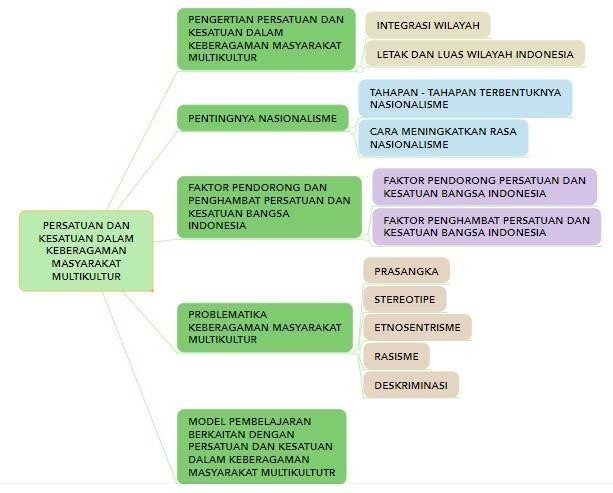 PENGERTIAN PERSATUAN DAN
KESATUAN DALAM
KEBERAGAMAN MASYARAKAT
MULTIKULTUR
INTEGRASI WILAYAH
LETAK DAN LUAS WILAYAH INDONESIA
PENTINGNYA NASIONALISME
TAHAPAN - TAHAPAN TERBENTUKNYA
NASIONALISME
CARA MENINGKATKAN RASA
NASIONALISME
FAKTOR PENDORONG DAN
PENGHAMBAT PERSATUAN DAN
KESATUAN BANGSA
INDONESIA
FAKTOR PENDORONG PERSATUAN DAN
KESATUAN BANGSA INDONESIA
FAKTOR PENGHAMBAT PERSATUAN DAN
KESATUAN BANGSA INDONESIA
PERSATUAN DAN
KESATUAN DALAM
KEBERAGAMAN
MASYARAKAT
MULTIKULTUR
PROBLEMATIKA
KEBERAGAMAN MASYARAKAT
MULTIKULTUR
PRASANGKA
STEREOTIPE
ETNOSENTRISME
RASISME
DESKRIMINASI
MODEL PEMBELAJARAN
BERKAITAN DENGAN
PERSATUAN DAN KESATUAN
DALAM KEBERAGAMAN
MASYARAKAT MULTIKULTUTR